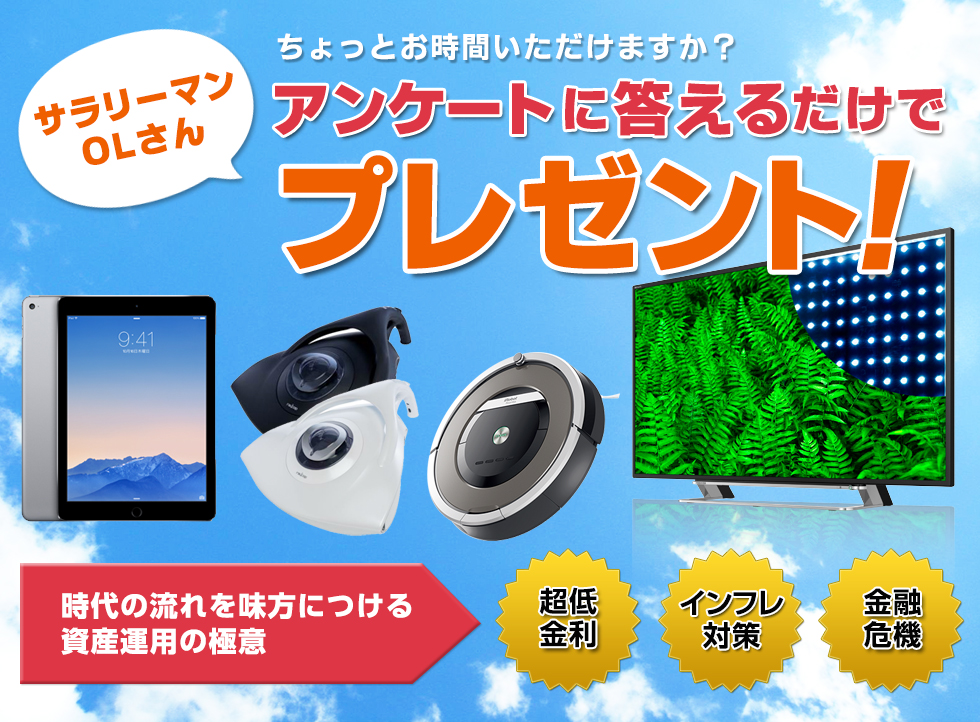 サラリーマン
OLさん
ちょっとお時間いただけますか？
アンケートに答えるだけで
プレゼント！
9:41
時代の流れを味方につける
資産運用の極意
超低
金利
インフレ
対策
金融
危機